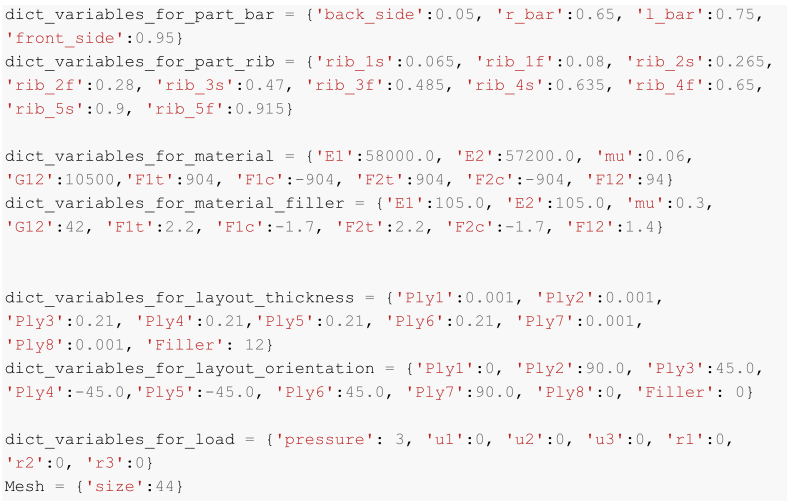 dict_variables_for_part_bar = {'back_side':0.05, 'r_bar':0.65, 'l_bar':0.75,
'front_side':0.95}
dict_variables_for_part_rib = {'rib_1s':0.065, 'rib_1f':0.08, 'rib_2s':0.265,
'rib_2f':0.28, 'rib_3s':0.47, 'rib_3f':0.485, 'rib_4s':0.635, 'rib_4f':0.65,
'rib_5s':0.9, 'rib_5f':0.915}
dict_variables_for_material = {'E1':58000.0, 'E2':57200.0, 'mu':0.06,
'G12':10500,'F1t':904, 'F1c':-904, 'F2t':904, 'F2c':-904, 'F12':94}
dict_variables_for_material_filler = {'E1':105.0, 'E2':105.0, 'mu':0.3,
'G12':42, 'F1t':2.2, 'F1c':-1.7, 'F2t':2.2, 'F2c':-1.7, 'F12':1.4}
dict_variables_for_layout_thickness = {'Ply1':0.001, 'Ply2':0.001,
'Ply3':0.21, 'Ply4':0.21,'Ply5':0.21, 'Ply6':0.21, 'Ply7':0.001,
'Ply8':0.001, 'Filler': 12}
dict_variables_for_layout_orientation = {'Ply1':0, 'Ply2':90.0, 'Ply3':45.0,
'Ply4':-45.0,'Ply5':-45.0, 'Ply6':45.0, 'Ply7':90.0, 'Ply8':0, 'Filler': 0}
dict_variables_for_load = {'pressure': 3, 'u1':0, 'u2':0, 'u3':0, 'r1':0,
'r2':0, 'r3':0}
Mesh = {'size':44}